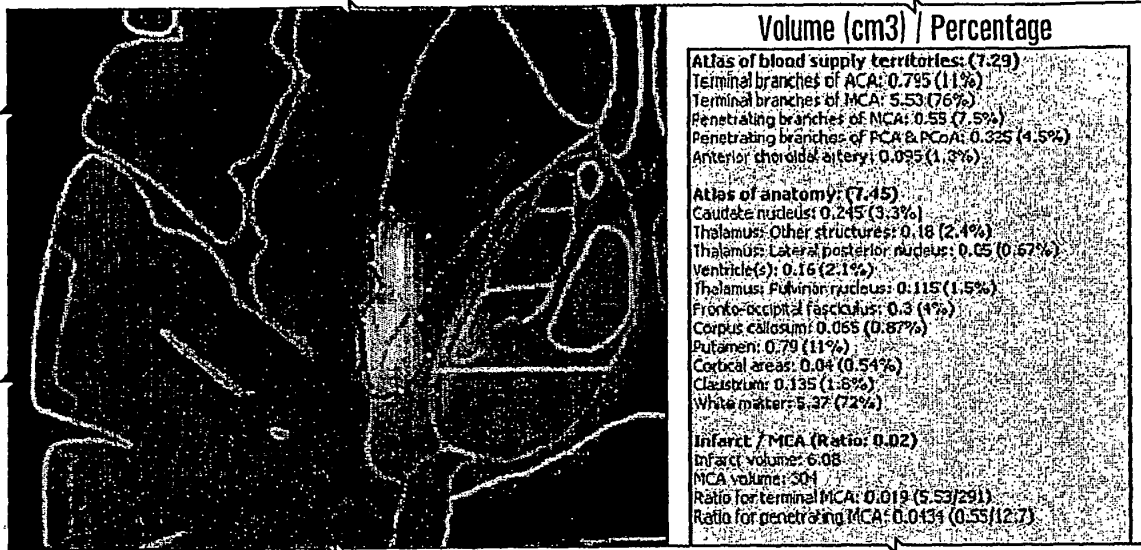 Volume (cm3) / Percentage
Atlas of blood supply territories: (7.29)
Terminal branches of ACA: 0.795 (11%)
Terminal branches of MCA: 5.53 (76%)
Penetrating branches of MCA: 0.55 (7.5%)
Penetrating branches of PCA & PCoA: 0.325 (4.5%)
Anterior choroidal artery: 0.095 (1.3%)
Atlas of anatomy: (7.45)
Caudate nucleus: 0.245 (3.3%)
Thalamus: Other structures: 0.18 (2.4%)
Thalamus: Lateral posterior nucleus: 0.05 (0.67%)
Ventricle(s): 0.16 (2.1%)
Thalamus: Pulvinar nucleus: 0.115 (1.5%)
Fronto-occipital fasciculus: 0.3 (4%)
Corpus callosum: 0.065 (0.87%)
Putamen: 0.79 (11%)
Cortical areas: 0.04 (0.54%)
Claustrum: 0.135 (1.8%)
White matter: 5.37 (72%)
Infarct / MCA (Ratio: 0.02)
Infarct volume: 6.08
MCA volume: 304
Ratio for terminal MCA: 0.019 (5.53/291)
Ratio for penetrating MCA: 0.0434 (0.55/12.7)